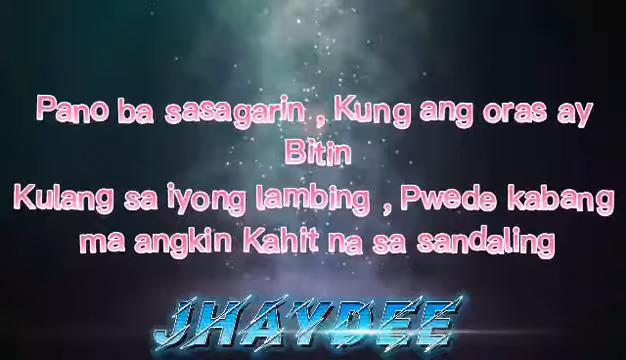 Pano ba sasagarin , Kung ang oras ay
Bitin
Kulang sa iyong lambing , Pwede kabang
ma angkin Kahit na sa sandaling
JHAYDEE